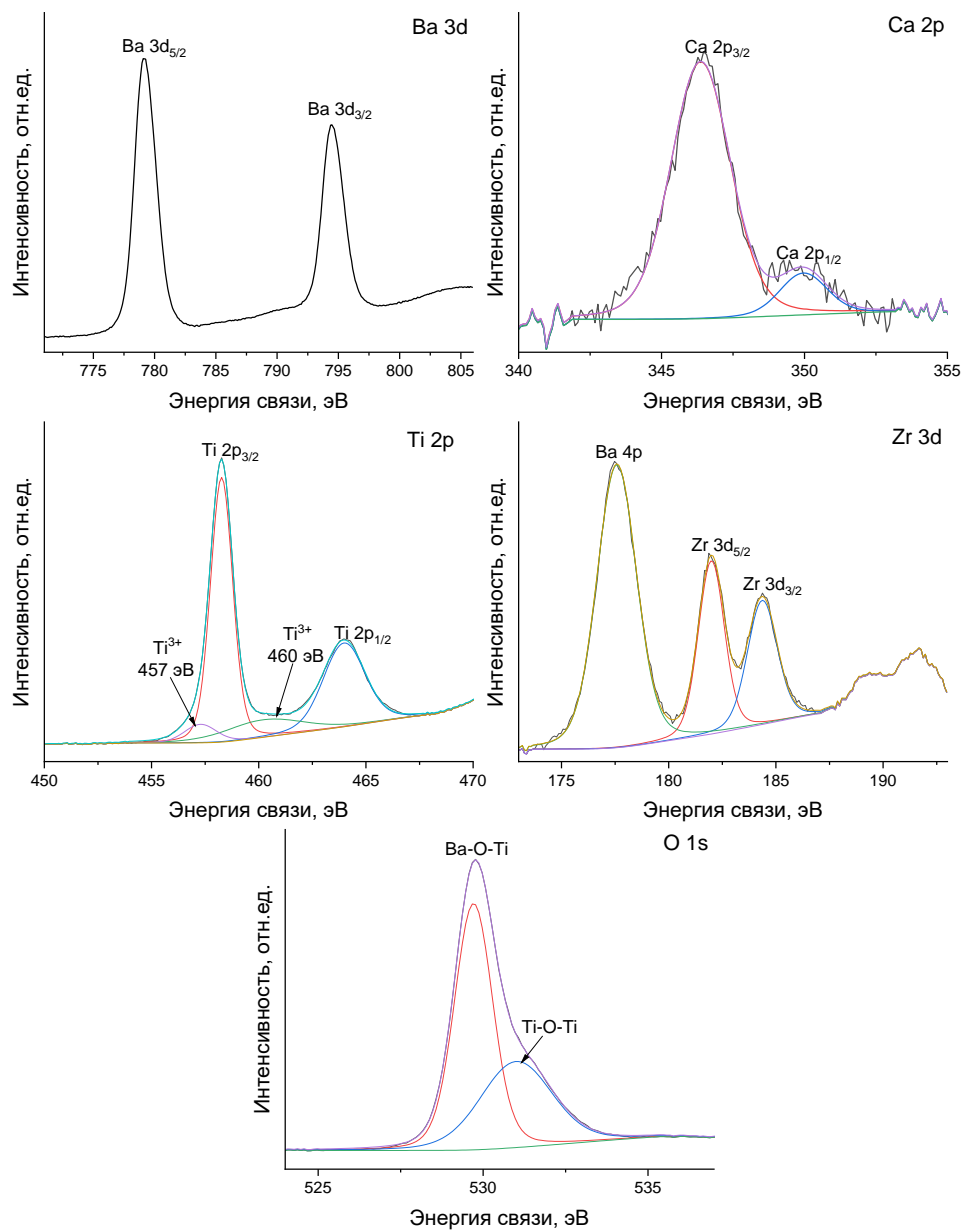 Ba 3d
Ba 3d5/2
Ba 3d3/2
Интенсивность, отн.ед.
775 780 785 790 795 800 805
Энергия связи, эВ
Ca 2p
Ca 2p3/2
Ca 2p1/2
Интенсивность, отн.ед.
340 345 350 355
Энергия связи, эВ
Ti 2p
Ti 2p3/2
Ti3+
457 эВ
Ti3+
460 эВ
Ti 2p1/2
Интенсивность, отн.ед.
450 455 460 465 470
Энергия связи, эВ
Zr 3d
Ba 4p
Zr 3d5/2
Zr 3d3/2
Интенсивность, отн.ед.
175 180 185 190
Энергия связи, эВ
O 1s
Ba-O-Ti
Ti-O-Ti
Интенсивность, отн.ед.
525 530 535
Энергия связи, эВ